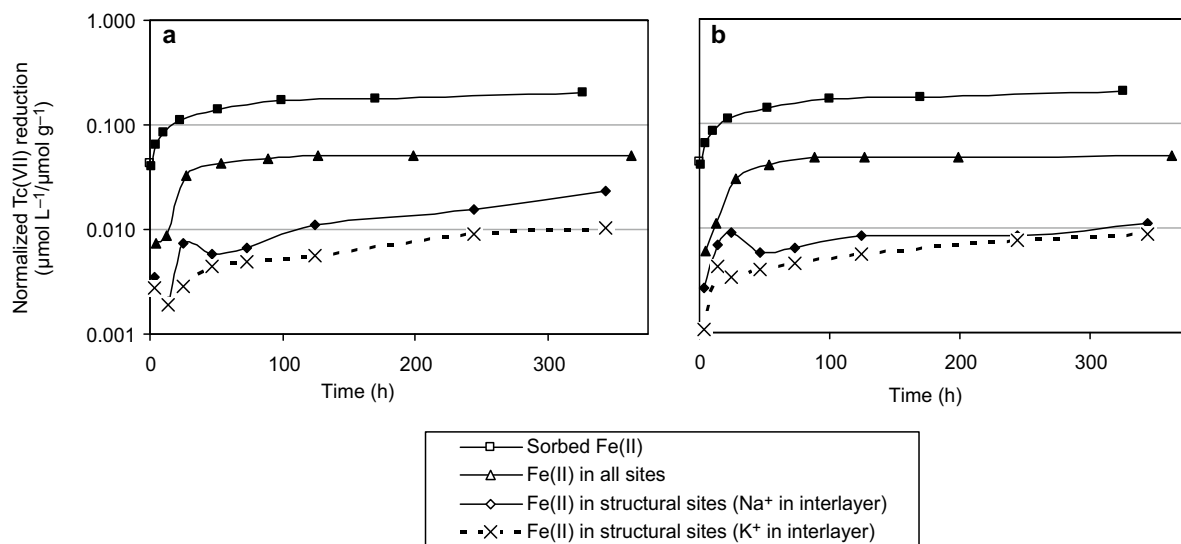 Normalized Tc(VII) reduction
(μmol L⁻¹/μmol g⁻¹)
1.000
0.100
0.010
0.001
a
0
100
200
300
Time (h)
b
0
100
200
300
Time (h)
Sorbed Fe(II)
Fe(II) in all sites
Fe(II) in structural sites (Na⁺ in interlayer)
Fe(II) in structural sites (K⁺ in interlayer)